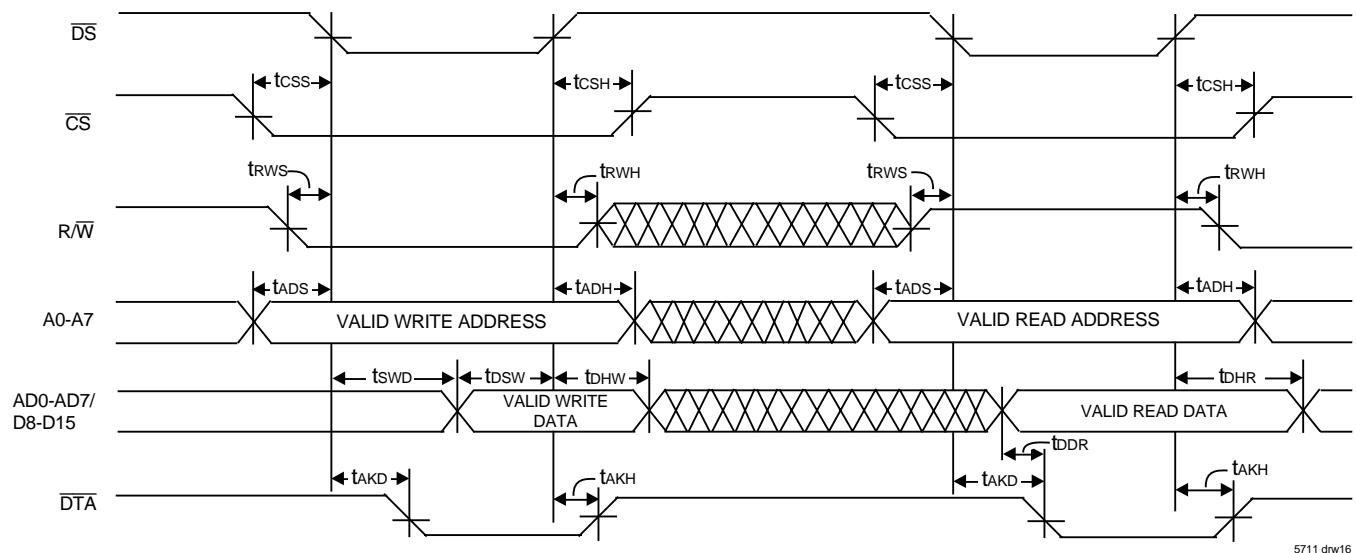 DS
tCSS tCSH tCSS tCSH
CS
tRWS tRWH tRWS tRWH
R/W
tADS tADH tADS tADH
A0-A7 VALID WRITE ADDRESS VALID READ ADDRESS
tSWD tDSW tDHW tDHR
AD0-AD7/
D8-D15
VALID WRITE
DATA
VALID READ DATA
tDDR
tAKD tAKH tAKD tAKH
DTA
5711 drw16